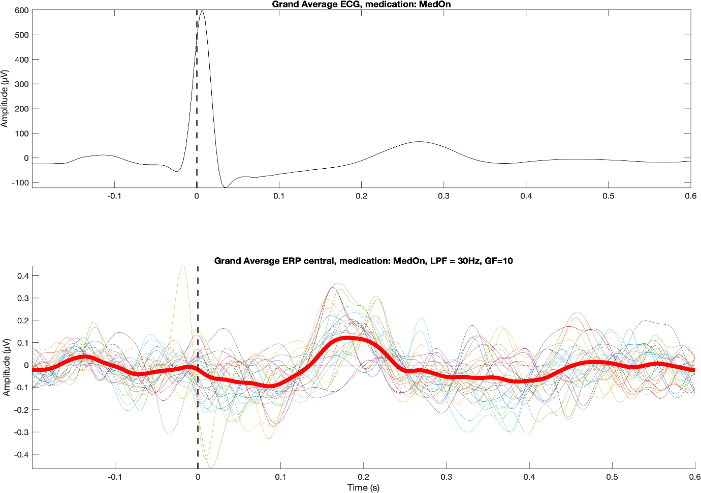 Grand Average ECG, medication: MedOn
600
500
400
300
200
100
0
-100
Amplitude (µV)
-0.1 0 0.1 0.2 0.3 0.4 0.5 0.6
Grand Average ERP central, medication: MedOn, LPF = 30Hz, GF=10
0.4
0.3
0.2
0.1
0
-0.1
-0.2
-0.3
-0.4
Amplitude (µV)
-0.1 0 0.1 0.2 0.3 0.4 0.5 0.6
Time (s)